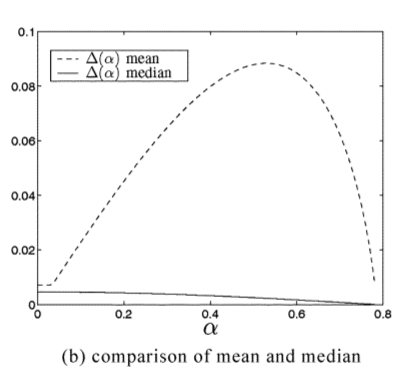 0.1
Δ(α) mean
Δ(α) median
0.08
0.06
0.04
0.02
0
0 0.2 0.4 0.6 0.8
α
(b) comparison of mean and median